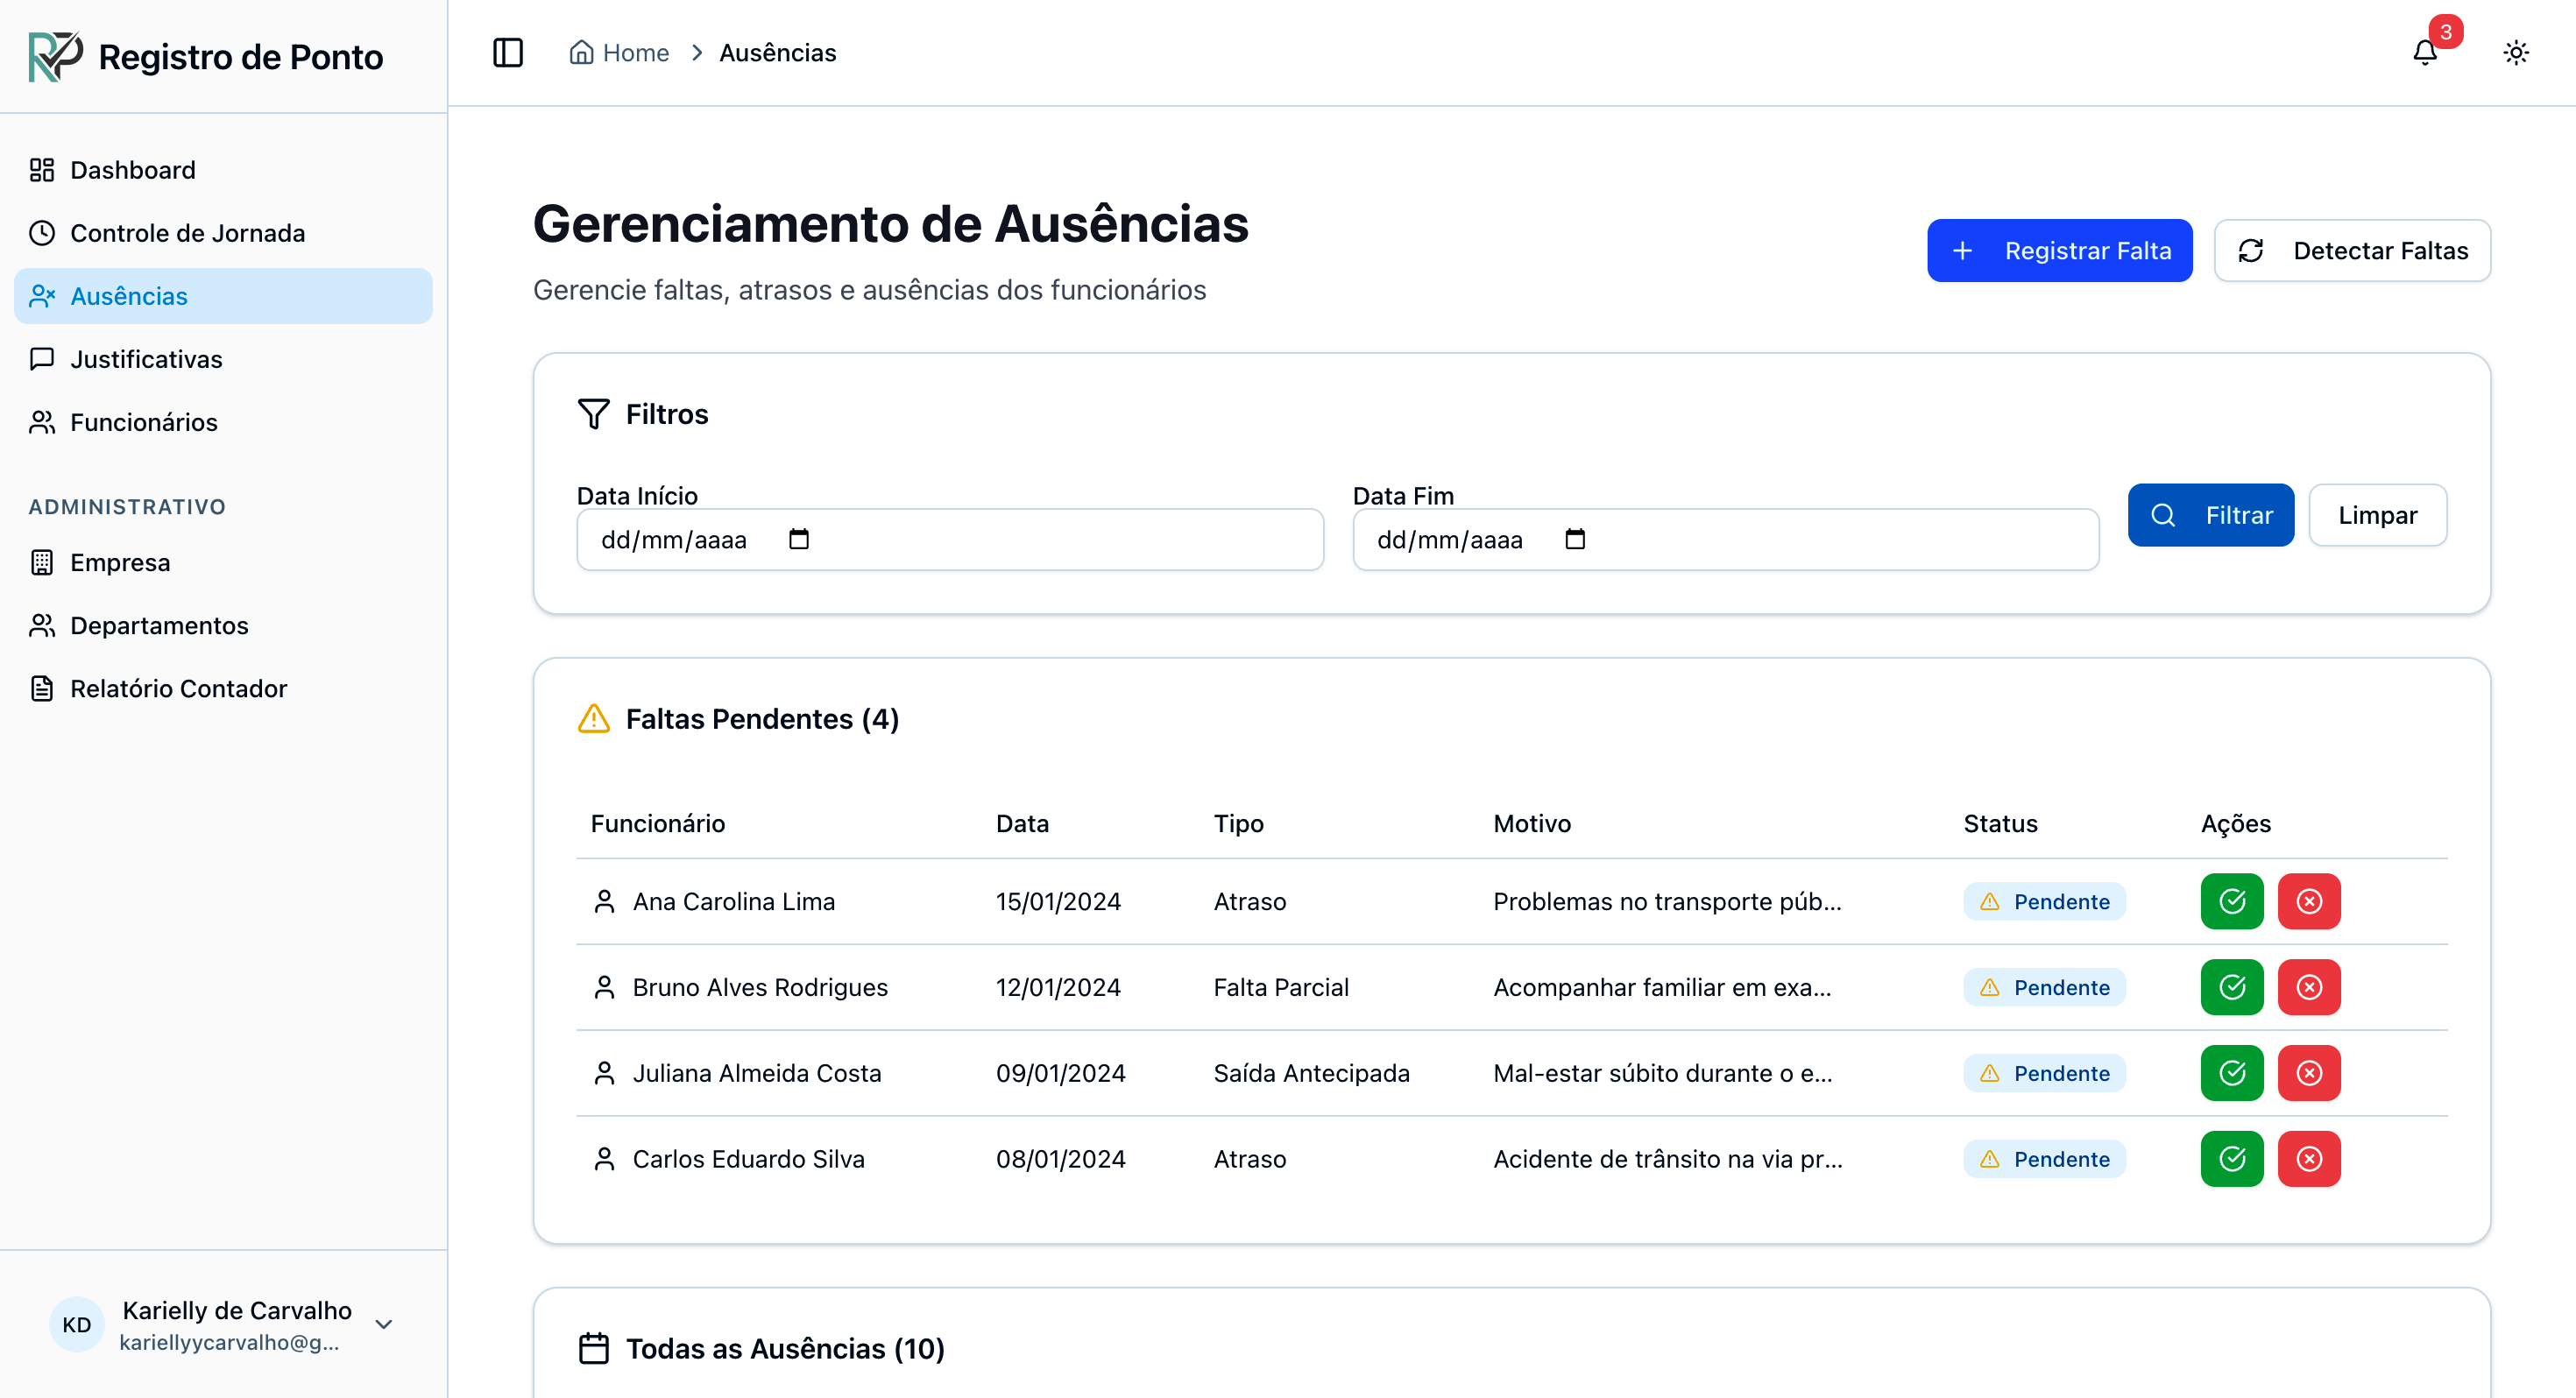 Registro de Ponto
Home > Ausências
3
Dashboard
Controle de Jornada
Ausências
Justificativas
Funcionários
ADMINISTRATIVO
Empresa
Departamentos
Relatório Contador
KD
Karielly de Carvalho
kariellyycarvalho@g...
Gerenciamento de Ausências
Gerencie faltas, atrasos e ausências dos funcionários
Registrar Falta
Detectar Faltas
Filtros
Data Início
dd/mm/aaaa
Data Fim
dd/mm/aaaa
Filtrar
Limpar
Faltas Pendentes (4)
Funcionário Data Tipo Motivo Status Ações
Ana Carolina Lima 15/01/2024 Atraso Problemas no transporte púb... Pendente
Bruno Alves Rodrigues 12/01/2024 Falta Parcial Acompanhar familiar em exa... Pendente
Juliana Almeida Costa 09/01/2024 Saída Antecipada Mal-estar súbito durante o e... Pendente
Carlos Eduardo Silva 08/01/2024 Atraso Acidente de trânsito na via pr... Pendente
Todas as Ausências (10)